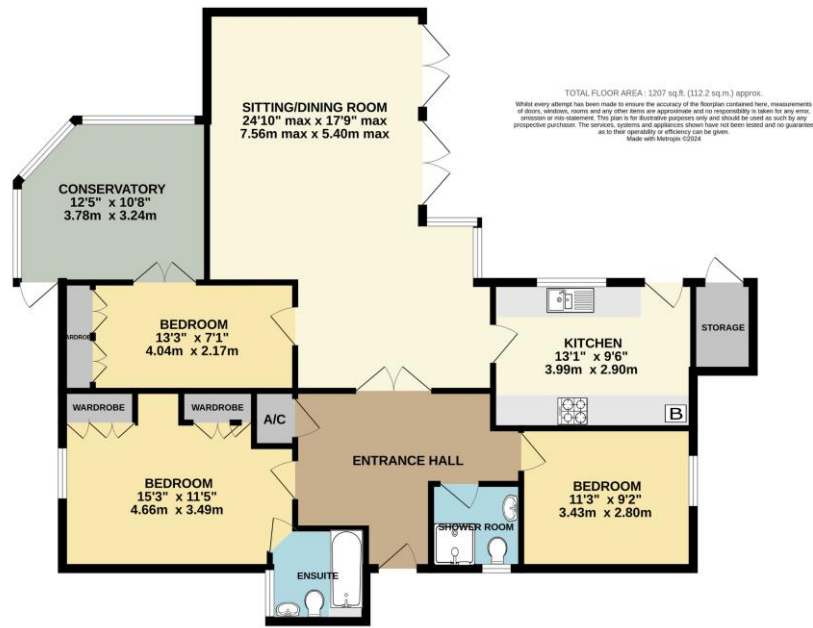 SITTING/DINING ROOM
24'10" max x 17'9" max
7.56m max x 5.40m max
TOTAL FLOOR AREA : 1207 sq.ft. (112.2 sq.m.) approx.
Whilst every attempt has been made to ensure the accuracy of the floorplan contained here, measurements
of doors, windows, rooms and any other items are approximate and no responsibility is taken for any error,
omission or mis-statement. This plan is for illustrative purposes only and should be used as such by any
prospective purchaser. The services, systems and appliances shown have not been tested and no guarantee
as to their operability or efficiency can be given.
Made with Metropix ©2024
CONSERVATORY
12'5" x 10'8"
3.78m x 3.24m
BEDROOM
13'3" x 7'1"
4.04m x 2.17m
KITCHEN
13'1" x 9'6"
3.99m x 2.90m
STORAGE
B
WARDROBE
WARDROBE
A/C
BEDROOM
15'3" x 11'5"
4.66m x 3.49m
ENTRANCE HALL
BEDROOM
11'3" x 9'2"
3.43m x 2.80m
SHOWER ROOM
ENSUITE